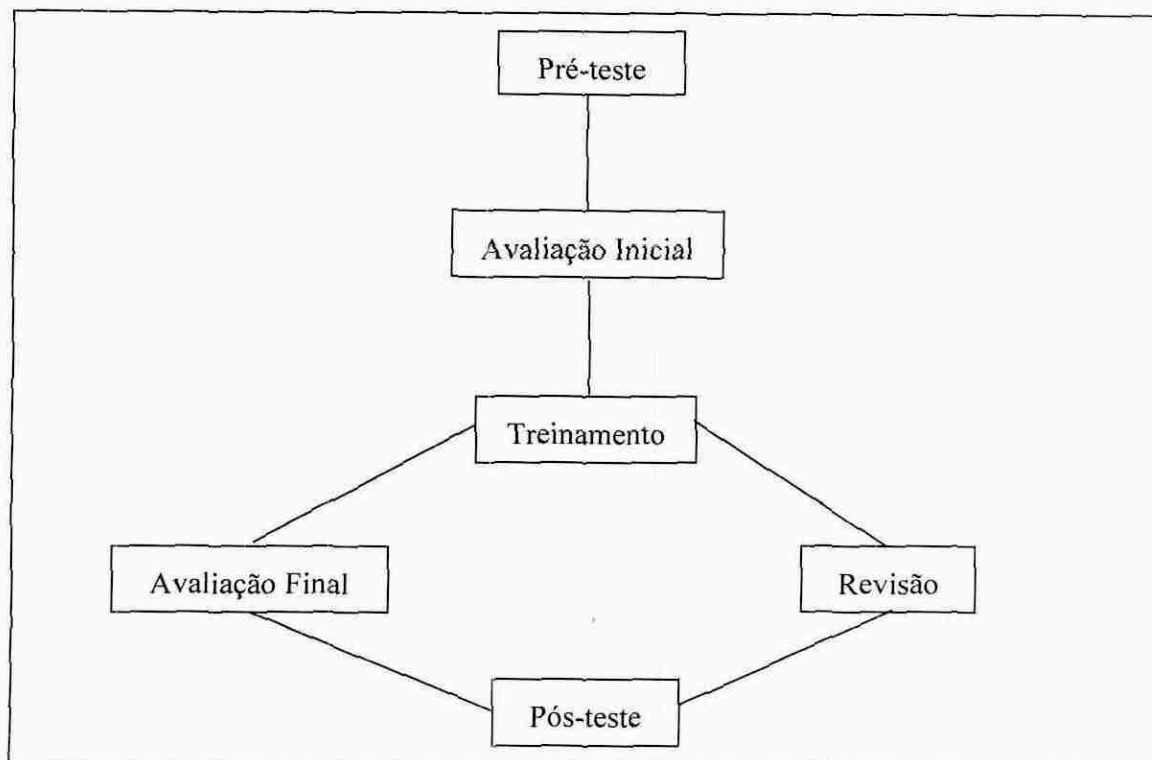 Pré-teste
Avaliação Inicial
Treinamento
Avaliação Final
Revisão
Pós-teste